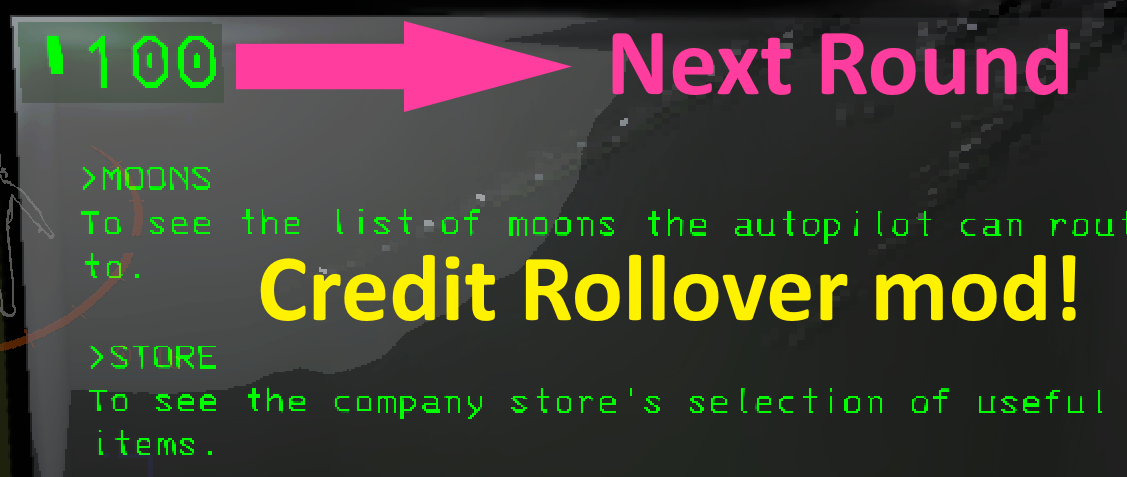 100
Next Round
>MOONS
To see the list of moons the autopilot can rout
to.
Credit Rollover mod!
>STORE
To see the company store's selection of useful
items.